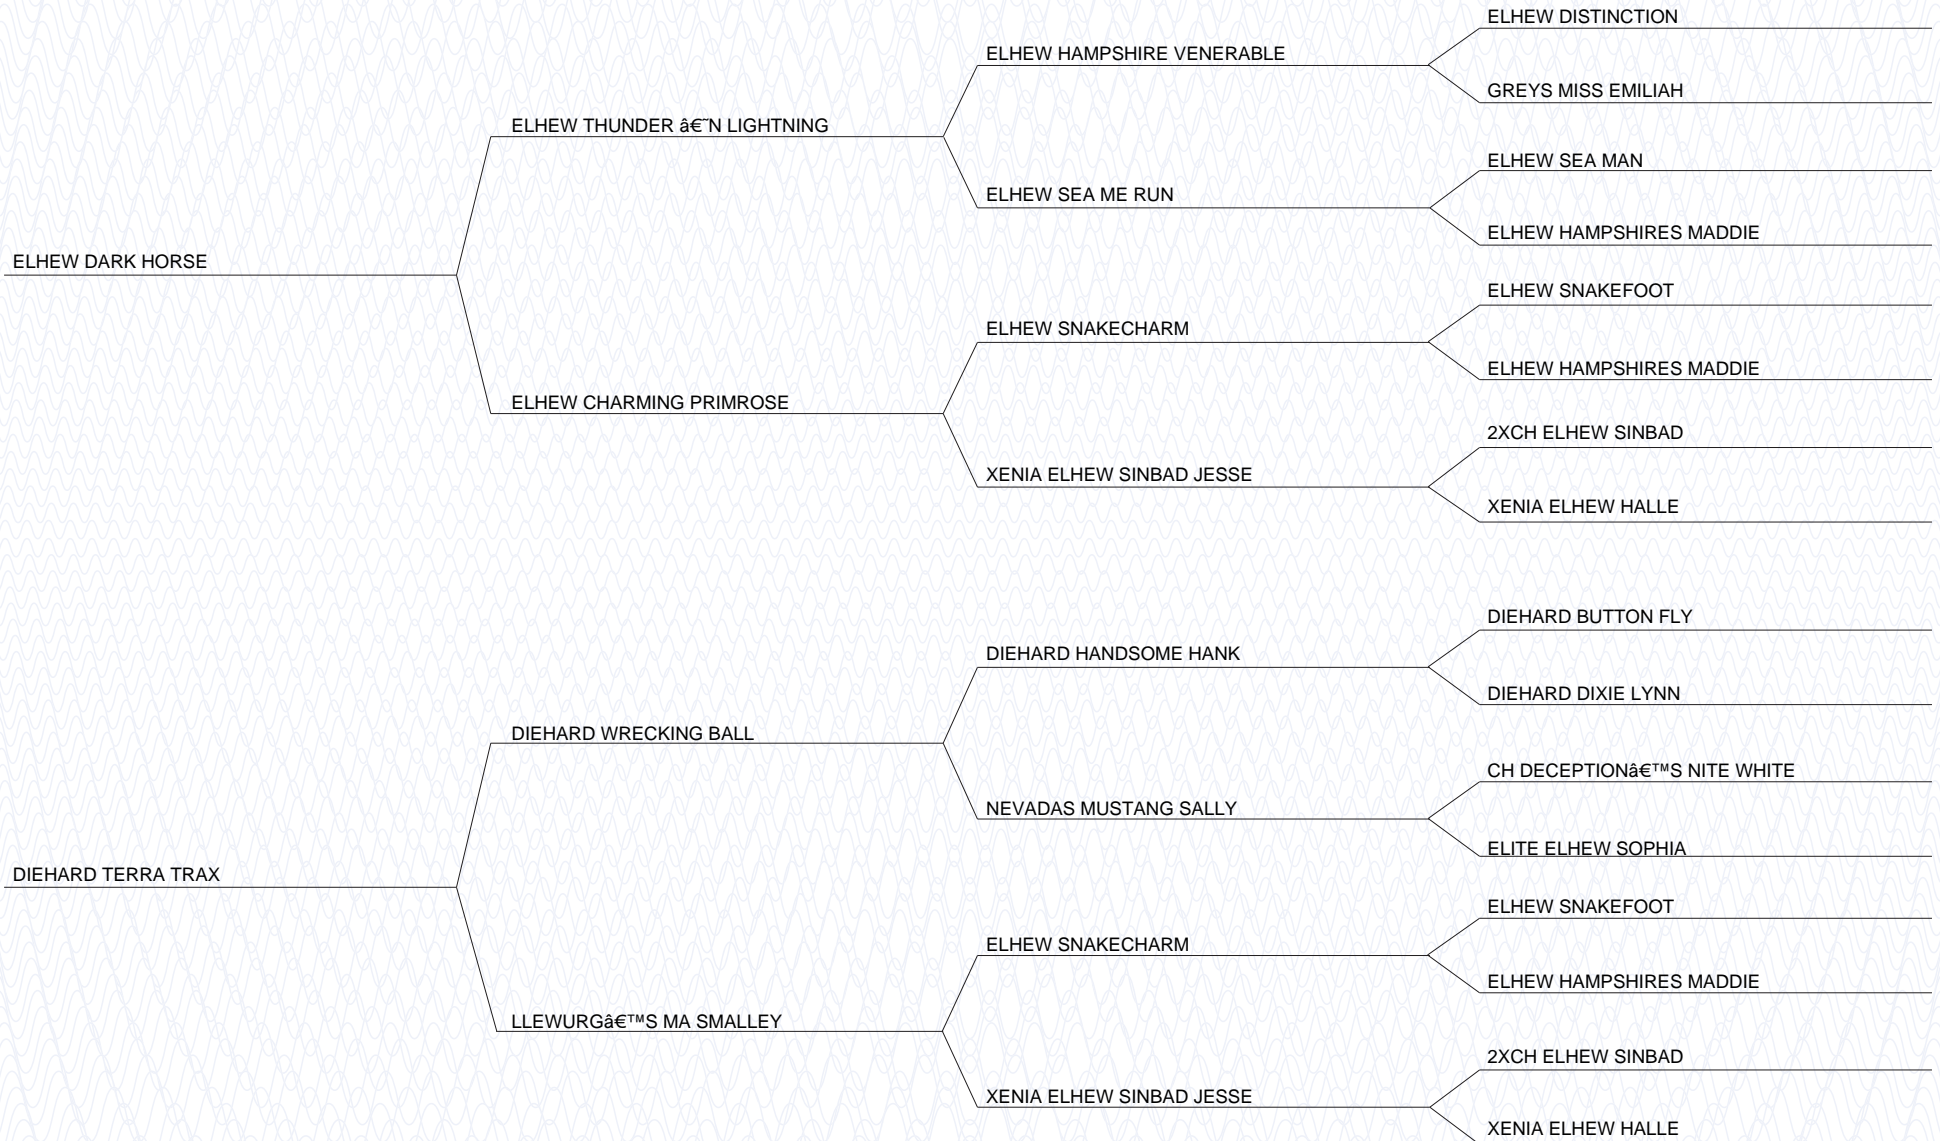 ELHEW DISTINCTION
ELHEW HAMPSHIRE VENERABLE
GREYS MISS EMILIAH
ELHEW THUNDER â€˜N LIGHTNING
ELHEW SEA MAN
ELHEW SEA ME RUN
ELHEW HAMPSHIRES MADDIE
ELHEW DARK HORSE
ELHEW SNAKEFOOT
ELHEW SNAKECHARM
ELHEW HAMPSHIRES MADDIE
ELHEW CHARMING PRIMROSE
2XCH ELHEW SINBAD
XENIA ELHEW SINBAD JESSE
XENIA ELHEW HALLE
DIEHARD BUTTON FLY
DIEHARD HANDSOME HANK
DIEHARD DIXIE LYNN
DIEHARD WRECKING BALL
CH DECEPTIONâ€™S NITE WHITE
NEVADAS MUSTANG SALLY
ELITE ELHEW SOPHIA
DIEHARD TERRA TRAX
ELHEW SNAKEFOOT
ELHEW SNAKECHARM
ELHEW HAMPSHIRES MADDIE
LLEWURGâ€™S MA SMALLEY
2XCH ELHEW SINBAD
XENIA ELHEW SINBAD JESSE
XENIA ELHEW HALLE